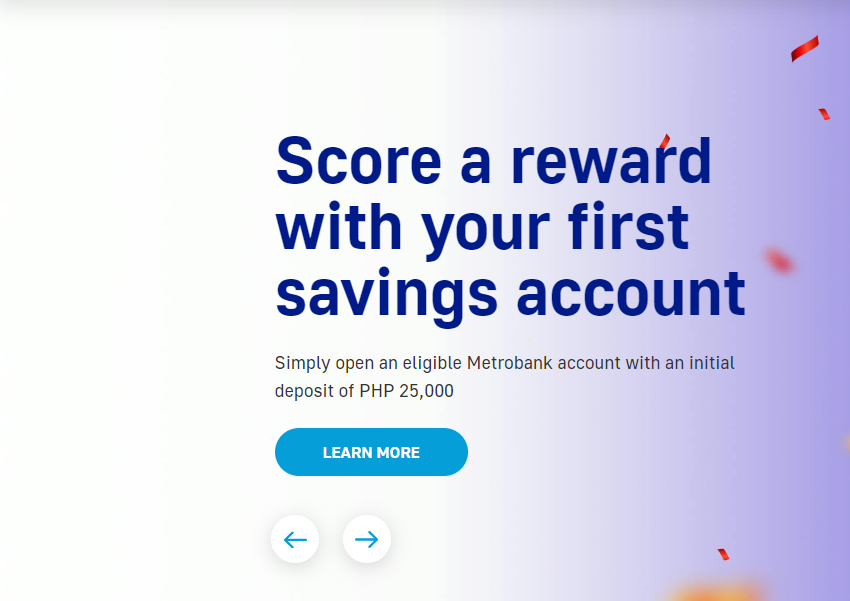 Score a reward
with your first
savings account
Simply open an eligible Metrobank account with an initial
deposit of PHP 25,000
LEARN MORE